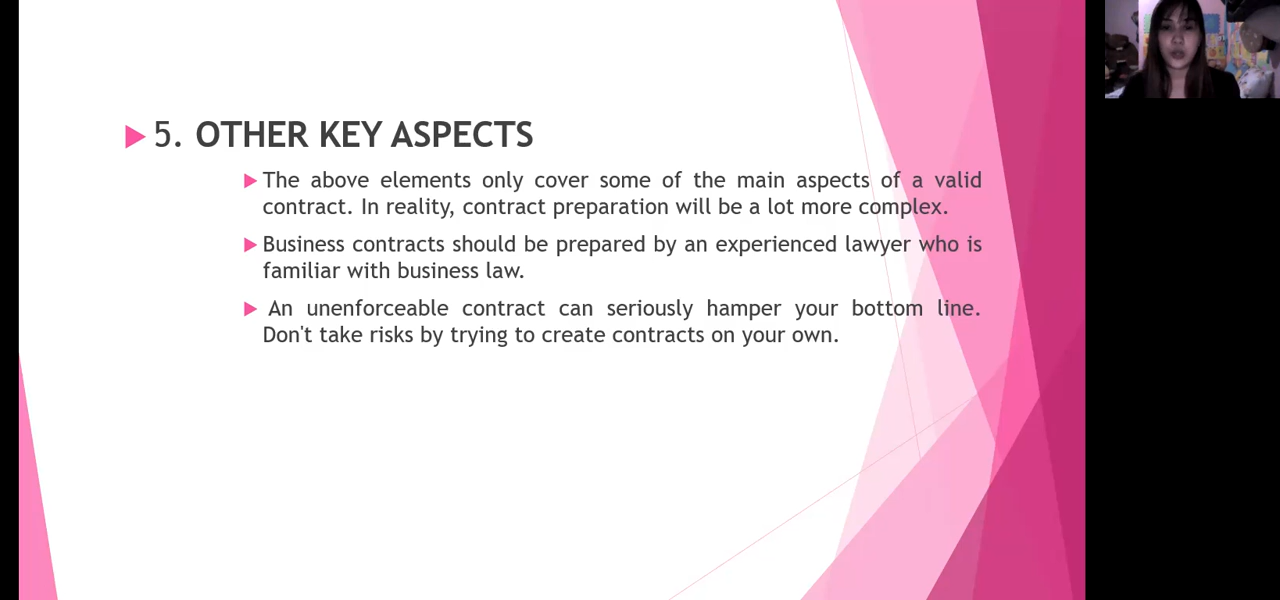 5. OTHER KEY ASPECTS
The above elements only cover some of the main aspects of a valid
contract. In reality, contract preparation will be a lot more complex.
Business contracts should be prepared by an experienced lawyer who is
familiar with business law.
An unenforceable contract can seriously hamper your bottom line.
Don't take risks by trying to create contracts on your own.